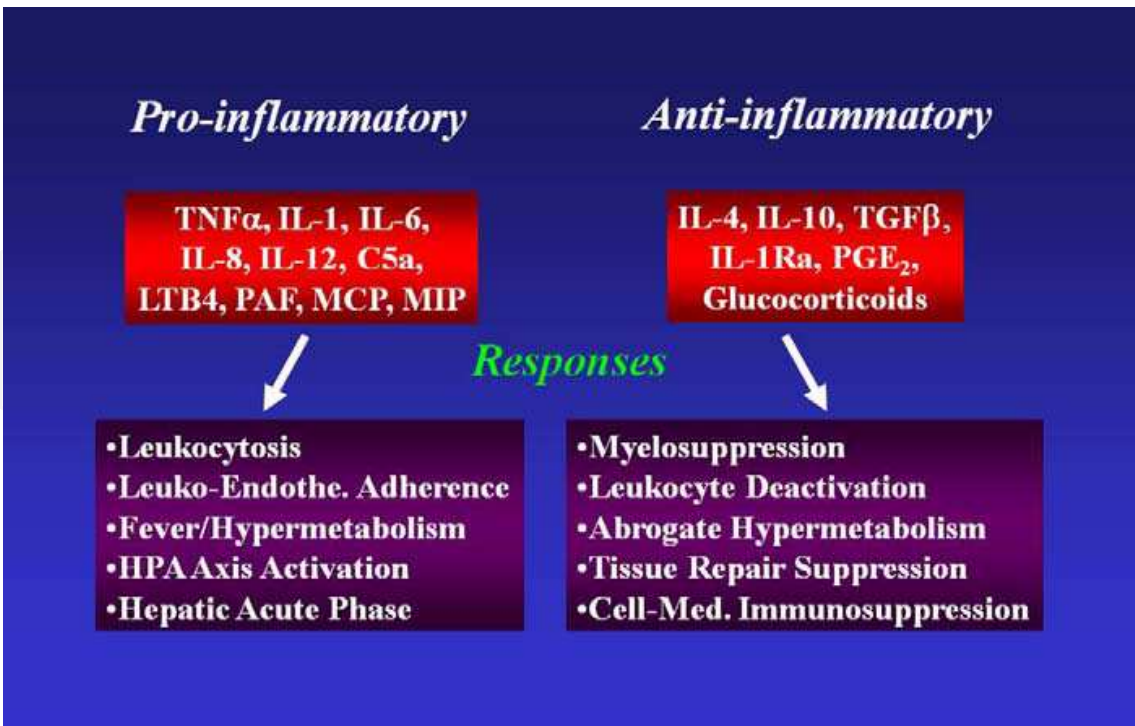 Pro-inflammatory
Anti-inflammatory
TNFα, IL-1, IL-6,
IL-8, IL-12, C5a,
LTB4, PAF, MCP, MIP
IL-4, IL-10, TGFβ,
IL-1Ra, PGE₂,
Glucocorticoids
Responses
•Leukocytosis
•Leuko-Endothe. Adherence
•Fever/Hypermetabolism
•HPA Axis Activation
•Hepatic Acute Phase
•Myelosuppression
•Leukocyte Deactivation
•Abrogate Hypermetabolism
•Tissue Repair Suppression
•Cell-Med. Immunosuppression